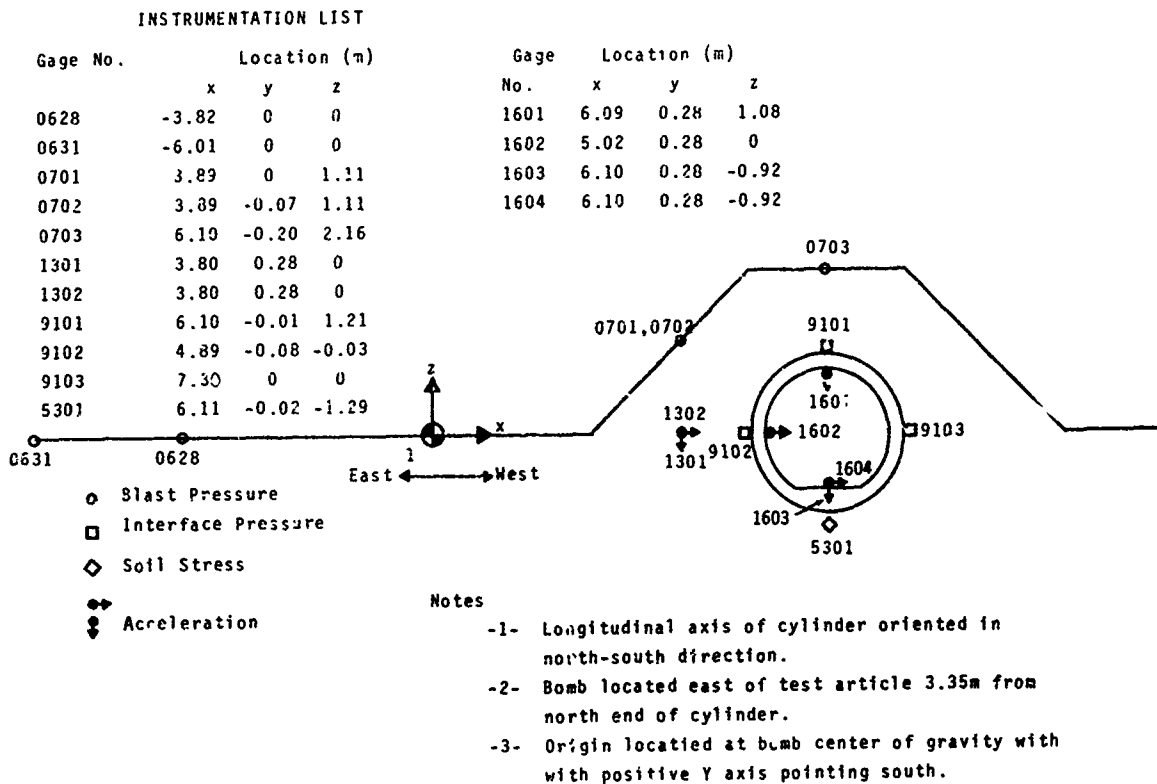 INSTRUMENTATION LIST
Gage No. Location (m)
x y z
0628 -3.82 0 0
0631 -6.01 0 0
0701 3.89 0 1.11
0702 3.89 -0.07 1.11
0703 6.10 -0.20 2.16
1301 3.80 0.28 0
1302 3.80 0.28 0
9101 6.10 -0.01 1.21
9102 4.89 -0.08 -0.03
9103 7.30 0 0
5301 6.11 -0.02 -1.29
Gage Location (m)
No. x y z
1601 6.09 0.28 1.08
1602 5.02 0.28 0
1603 6.10 0.28 -0.92
1604 6.10 0.28 -0.92
0703
0701,0702
9101
z
1601
1302
x
1602
9103
9102
1301
0631
0628
1
East
West
1604
1603
5301
Blast Pressure
Interface Pressure
Soil Stress
Acceleration
Notes
-1- Longitudinal axis of cylinder oriented in
north-south direction.
-2- Bomb located east of test article 3.35m from
north end of cylinder.
-3- Origin locatied at bomb center of gravity with
with positive Y axis pointing south.